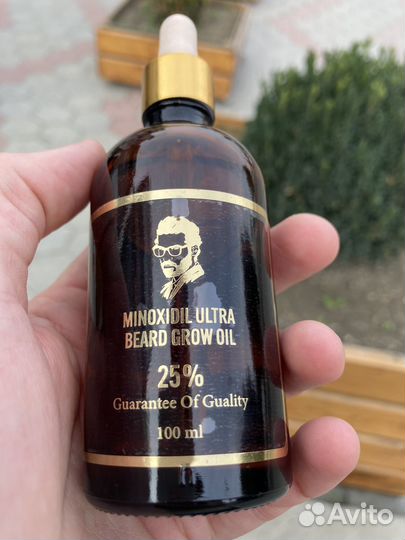 MINOXIDIL ULTRA
BEARD GROW OIL
25%
Guarantee Of Guality
100 ml
Avito